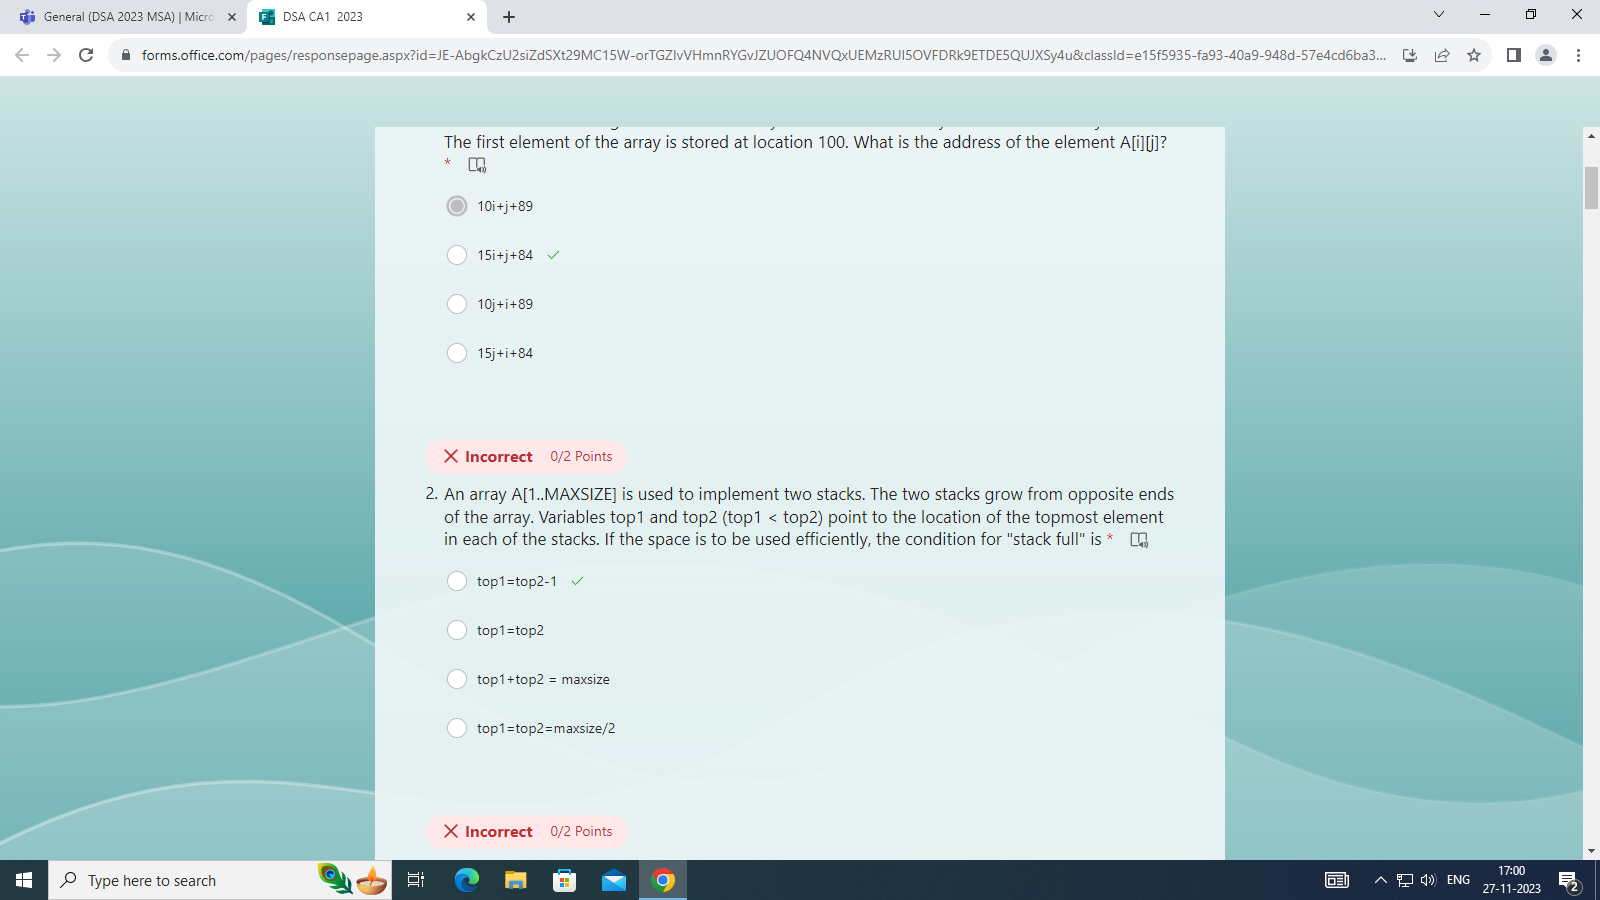 General (DSA 2023 MSA) | Micro
DSA CA1 2023
forms.office.com/pages/responsepage.aspx?id=JE-AbgkCzU2siZdSXt29MC15W-orTGZIvVHmnRYGvJZUOFQ4NVQxUEMzRUI5OVFDRk9ETDE5QUJXSy4u&classId=e15f5935-fa93-40a9-948d-57e4cd6ba3...
The first element of the array is stored at location 100. What is the address of the element A[i][j]?
*
10i+j+89
15i+j+84
10j+i+89
15j+i+84
Incorrect 0/2 Points
2. An array A[1..MAXSIZE] is used to implement two stacks. The two stacks grow from opposite ends
of the array. Variables top1 and top2 (top1 < top2) point to the location of the topmost element
in each of the stacks. If the space is to be used efficiently, the condition for "stack full" is *
top1=top2-1
top1=top2
top1+top2 = maxsize
top1=top2=maxsize/2
Incorrect 0/2 Points
Type here to search
ENG
17:00
27-11-2023
2